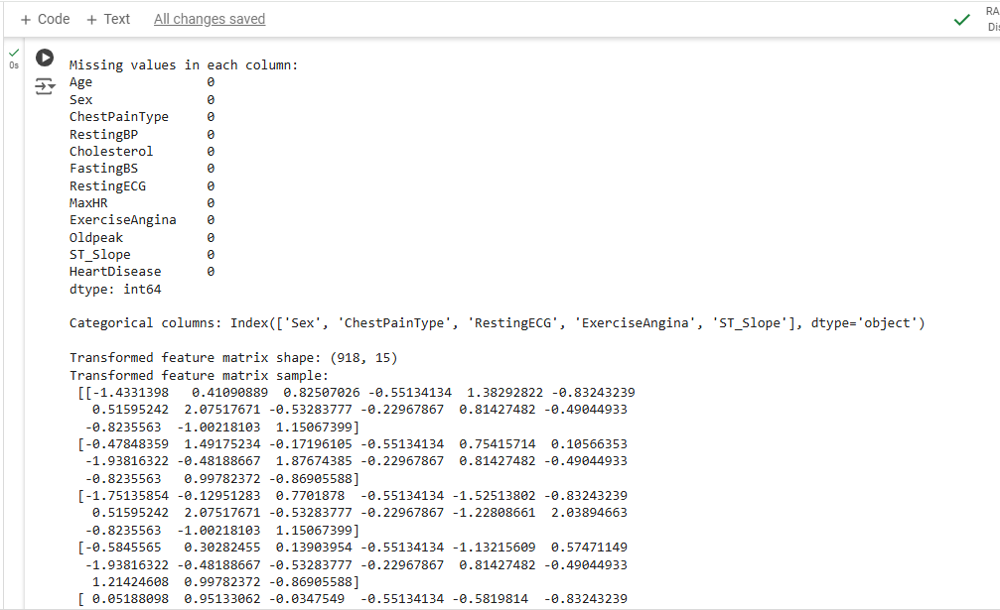 + Code + Text All changes saved
RA
Dis
0s
Missing values in each column:
Age 0
Sex 0
ChestPainType 0
RestingBP 0
Cholesterol 0
FastingBS 0
RestingECG 0
MaxHR 0
ExerciseAngina 0
Oldpeak 0
ST_Slope 0
HeartDisease 0
dtype: int64
Categorical columns: Index(['Sex', 'ChestPainType', 'RestingECG', 'ExerciseAngina', 'ST_Slope'], dtype='object')
Transformed feature matrix shape: (918, 15)
Transformed feature matrix sample:
[[-1.4331398 0.41090889 0.82507026 -0.55134134 1.38292822 -0.83243239
0.51595242 2.07517671 -0.53283777 -0.22967867 0.81427482 -0.49044933
-0.8235563 -1.00218103 1.15067399]
[-0.47848359 1.49175234 -0.17196105 -0.55134134 0.75415714 0.10566353
-1.93816322 -0.48188667 1.87674385 -0.22967867 0.81427482 -0.49044933
-0.8235563 0.99782372 -0.86905588]
[-1.75135854 -0.12951283 0.7701878 -0.55134134 -1.52513802 -0.83243239
0.51595242 2.07517671 -0.53283777 -0.22967867 -1.22808661 2.03894663
-0.8235563 -1.00218103 1.15067399]
[-0.5845565 0.30282455 0.13903954 -0.55134134 -1.13215609 0.57471149
-1.93816322 -0.48188667 -0.53283777 -0.22967867 0.81427482 -0.49044933
1.21424608 0.99782372 -0.86905588]
[ 0.05188098 0.95133062 -0.0347549 -0.55134134 -0.5819814 -0.83243239